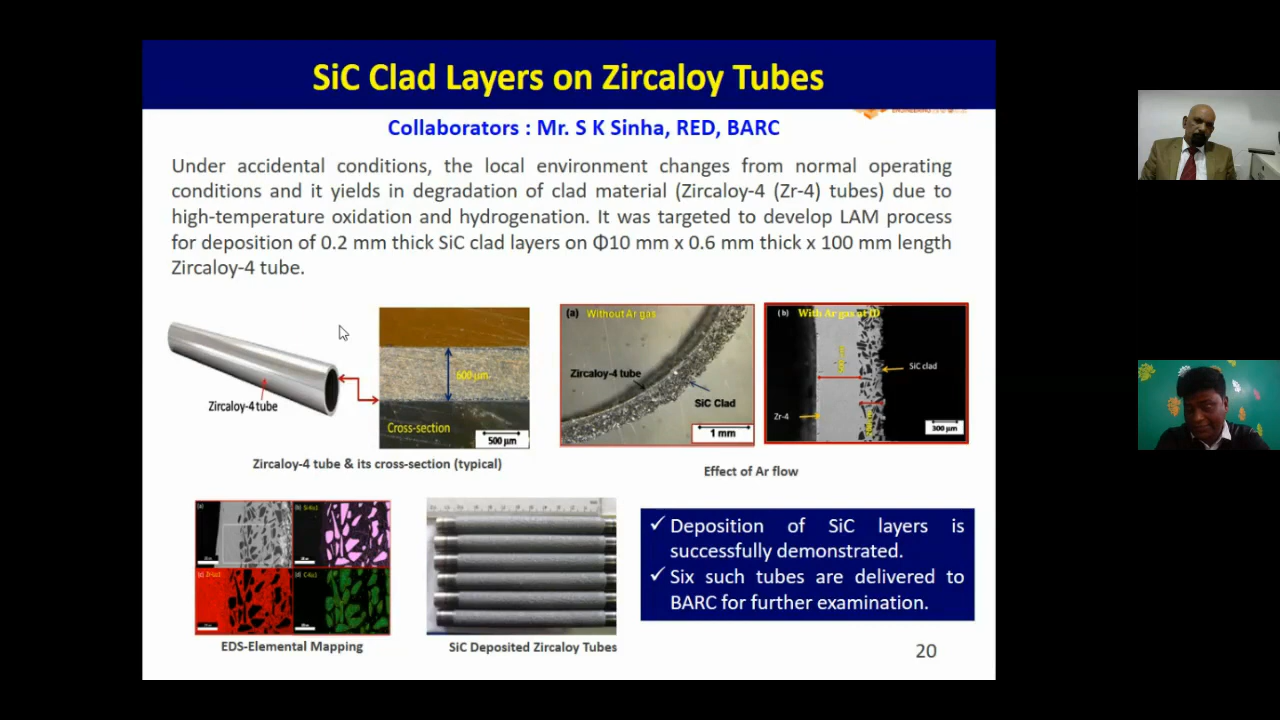 SiC Clad Layers on Zircaloy Tubes
Collaborators : Mr. S K Sinha, RED, BARC
Under accidental conditions, the local environment changes from normal operating
conditions and it yields in degradation of clad material (Zircaloy-4 (Zr-4) tubes) due to
high-temperature oxidation and hydrogenation. It was targeted to develop LAM process
for deposition of 0.2 mm thick SiC clad layers on Φ10 mm x 0.6 mm thick x 100 mm length
Zircaloy-4 tube.
Zircaloy-4 tube
600 µm
Cross-section
500 µm
Zircaloy-4 tube & its cross-section (typical)
(a) Without Ar gas
Zircaloy-4 tube
SiC Clad
1 mm
(b) With Ar gas at ID
SiC clad
Zr-4
300 µm
Effect of Ar flow
EDS-Elemental Mapping
SiC Deposited Zircaloy Tubes
✓ Deposition of SiC layers is
successfully demonstrated.
✓ Six such tubes are delivered to
BARC for further examination.
20